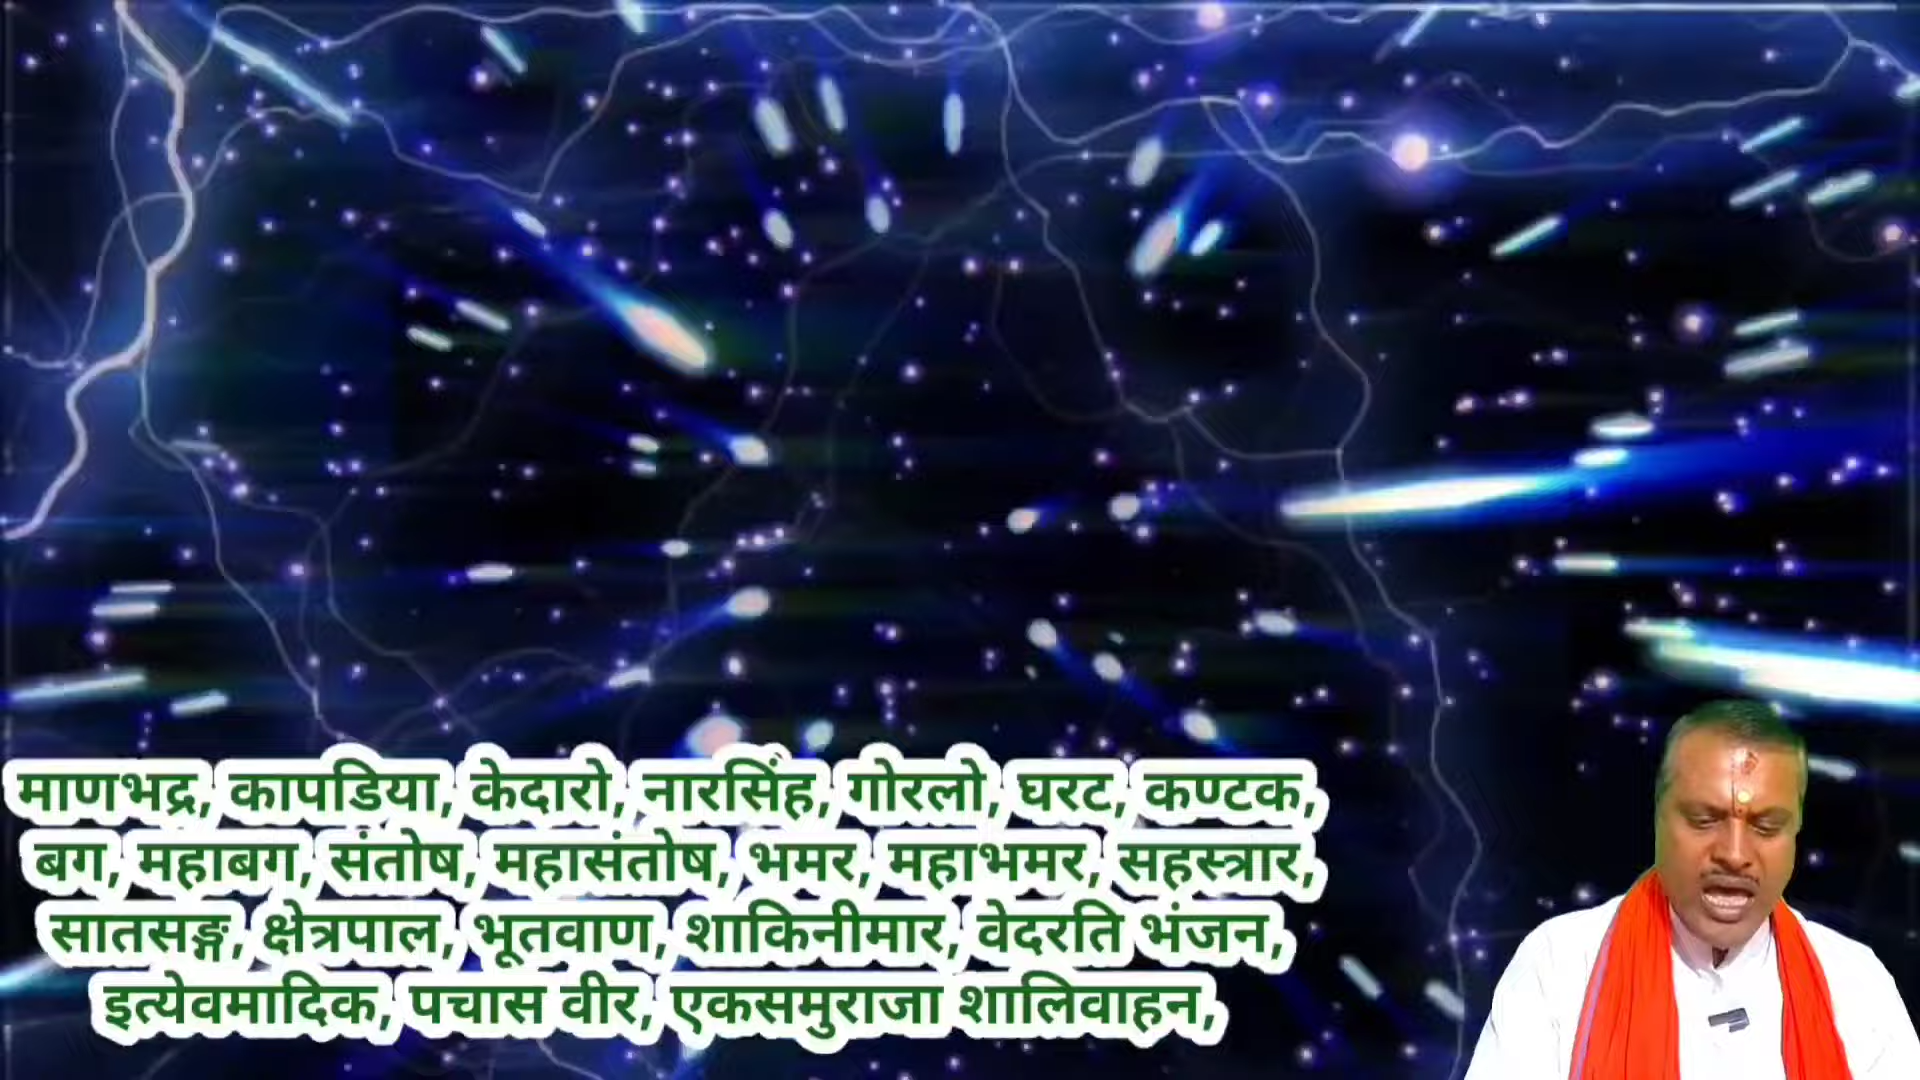 माणभद्र, कापडिया, केदारो, नारसिंह, गोरलो, घरट, कण्टक,
बग, महाबग, संतोष, महासंतोष, भमर, महाभमर, सहस्त्रार,
सातसङ्ग, क्षेत्रपाल, भूतवाण, शाकिनीमार, वेदरति भंजन,
इत्येवमादिक, पचास वीर, एकसमुराजा शालिवाहन,